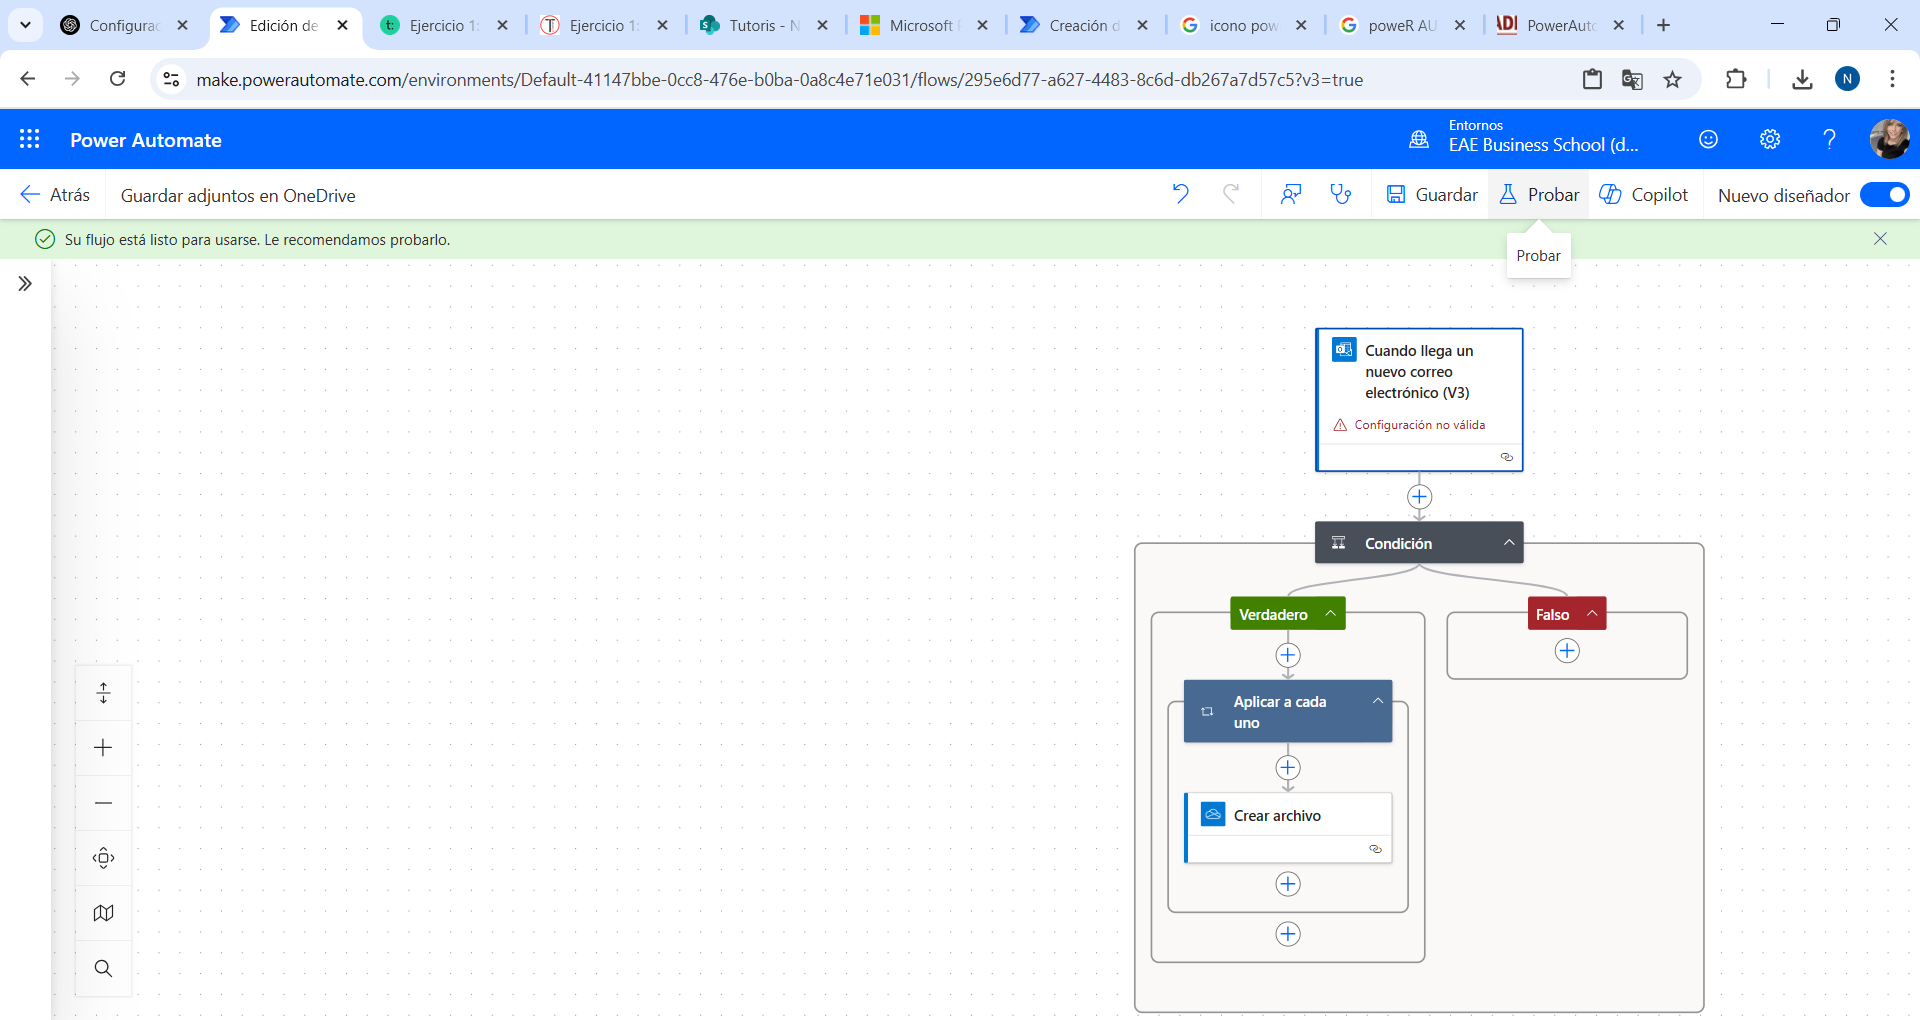 Configurac
Edición de
Ejercicio 1:
Ejercicio 1:
Tutoris - N
Microsoft
Creación d
icono pow
poweR AU
PowerAuto
make.powerautomate.com/environments/Default-41147bbe-0cc8-476e-b0ba-0a8c4e71e031/flows/295e6d77-a627-4483-8c6d-db267a7d57c5?v3=true
N
Power Automate
Entornos
EAE Business School (d...
Atrás
Guardar adjuntos en OneDrive
Guardar
Probar
Copilot
Nuevo diseñador
Su flujo está listo para usarse. Le recomendamos probarlo.
Probar
Cuando llega un
nuevo correo
electrónico (V3)
Configuración no válida
Condición
Verdadero
Falso
Aplicar a cada
uno
Crear archivo